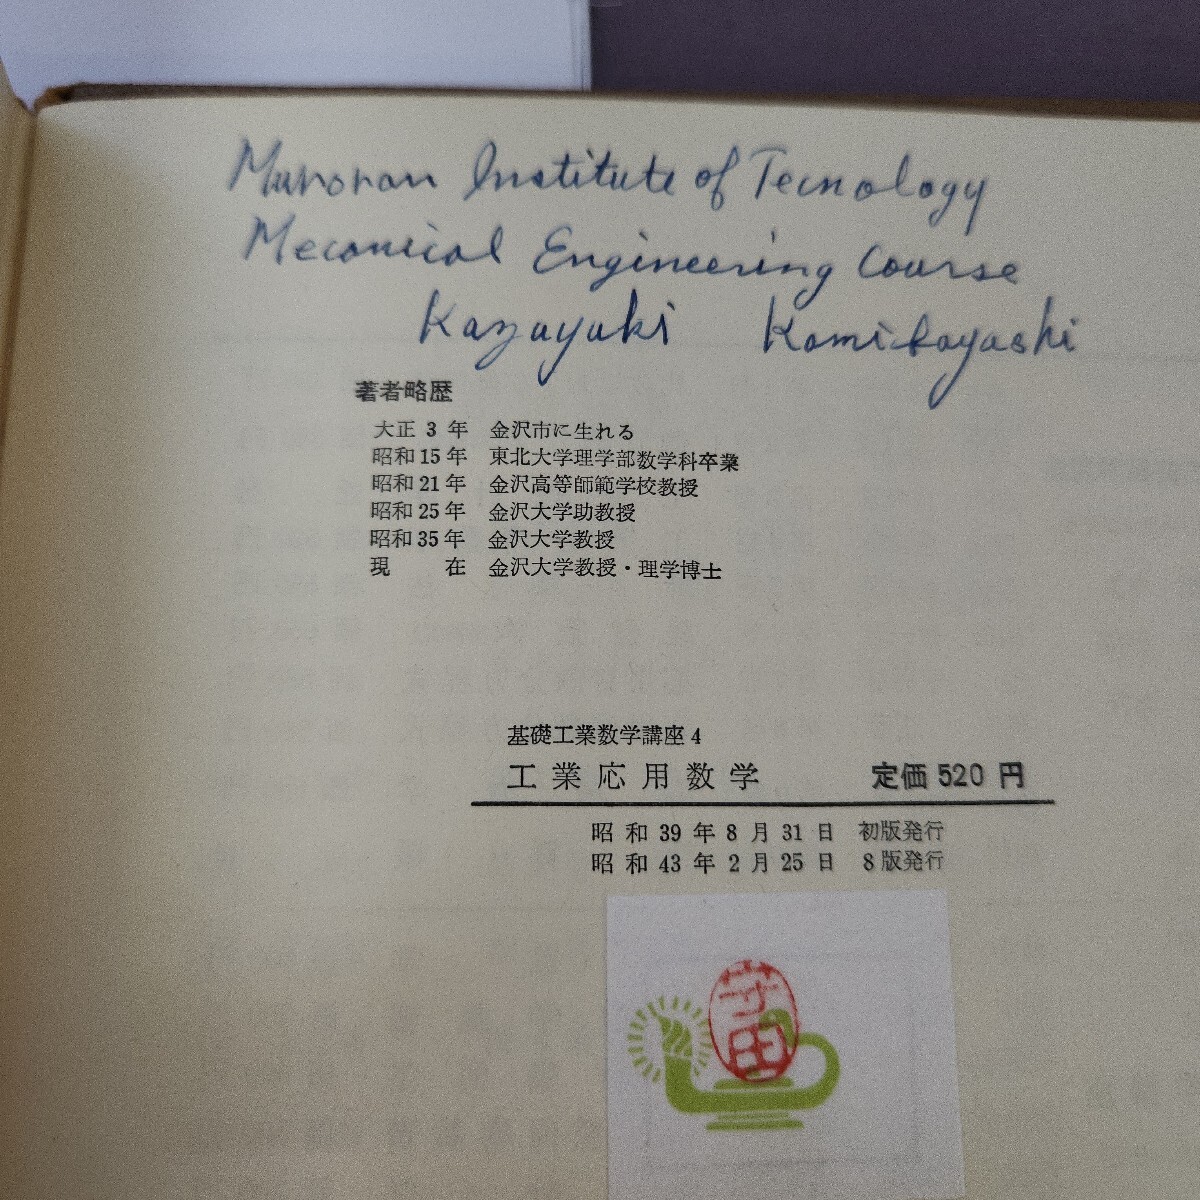 Muroran Institute of Tecnology
Mecanical Engineering Course
Kazuyuki Kamibayashi
著者略歴
大正 3 年 金沢市に生れる
昭和 15 年 東北大学理学部数学科卒業
昭和 21 年 金沢高等師範学校教授
昭和 25 年 金沢大学助教授
昭和 35 年 金沢大学教授
現 在 金沢大学教授・理学博士
基礎工業数学講座 4
工業応用数学 定価 520 円
昭和 39 年 8 月 31 日 初版発行
昭和 43 年 2 月 25 日 8 版発行